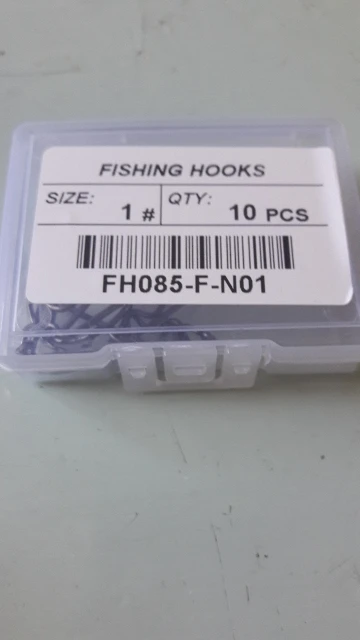 FISHING HOOKS
SIZE: 1 # QTY: 10 PCS
FH085-F-N01